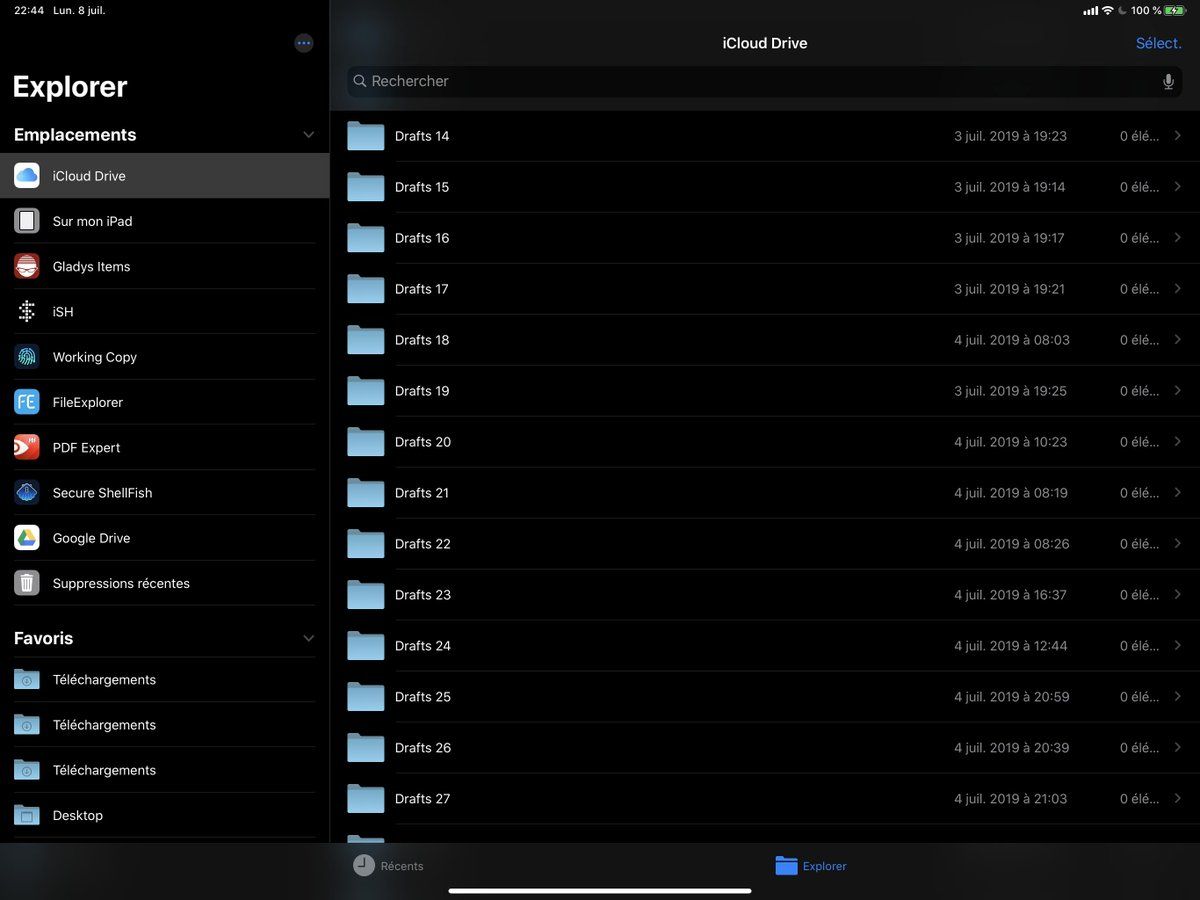 22:44 Lun. 8 juil.
100 %
Explorer
Emplacements
iCloud Drive
Sur mon iPad
Gladys Items
iSH
Working Copy
FE FileExplorer
PDF Expert
Secure ShellFish
Google Drive
Suppressions récentes
Favoris
Téléchargements
Téléchargements
Téléchargements
Desktop
iCloud Drive
Sélect.
Rechercher
Drafts 14 3 juil. 2019 à 19:23 0 élé...
Drafts 15 3 juil. 2019 à 19:14 0 élé...
Drafts 16 3 juil. 2019 à 19:17 0 élé...
Drafts 17 3 juil. 2019 à 19:21 0 élé...
Drafts 18 4 juil. 2019 à 08:03 0 élé...
Drafts 19 3 juil. 2019 à 19:25 0 élé...
Drafts 20 4 juil. 2019 à 10:23 0 élé...
Drafts 21 4 juil. 2019 à 08:19 0 élé...
Drafts 22 4 juil. 2019 à 08:26 0 élé...
Drafts 23 4 juil. 2019 à 16:37 0 élé...
Drafts 24 4 juil. 2019 à 12:44 0 élé...
Drafts 25 4 juil. 2019 à 20:59 0 élé...
Drafts 26 4 juil. 2019 à 20:39 0 élé...
Drafts 27 4 juil. 2019 à 21:03 0 élé...
Récents
Explorer